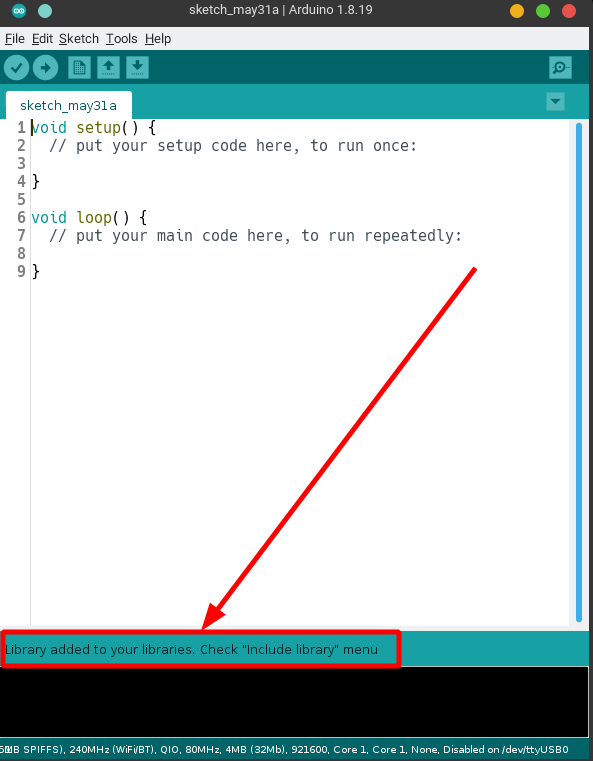 sketch_may31a | Arduino 1.8.19
File Edit Sketch Tools Help
sketch_may31a
1 void setup() {
2 // put your setup code here, to run once:
3
4 }
5
6 void loop() {
7 // put your main code here, to run repeatedly:
8
9 }
Library added to your libraries. Check "Include library" menu
SPIFFS), 240MHz (WiFi/BT), QIO, 80MHz, 4MB (32Mb), 921600, Core 1, Core 1, None, Disabled on /dev/ttyUSB0